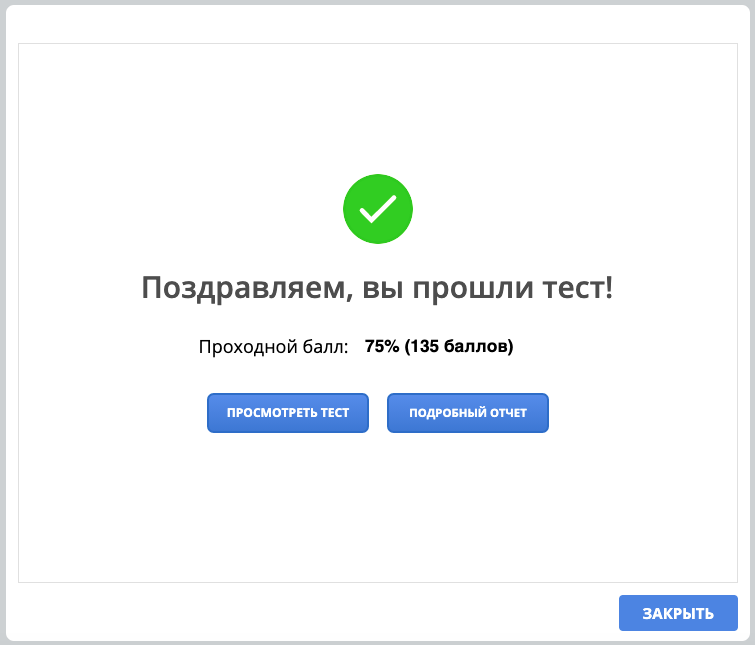 Поздравляем, вы прошли тест!
Проходной балл: 75% (135 баллов)
ПРОСМОТРЕТЬ ТЕСТ
ПОДРОБНЫЙ ОТЧЕТ
ЗАКРЫТЬ